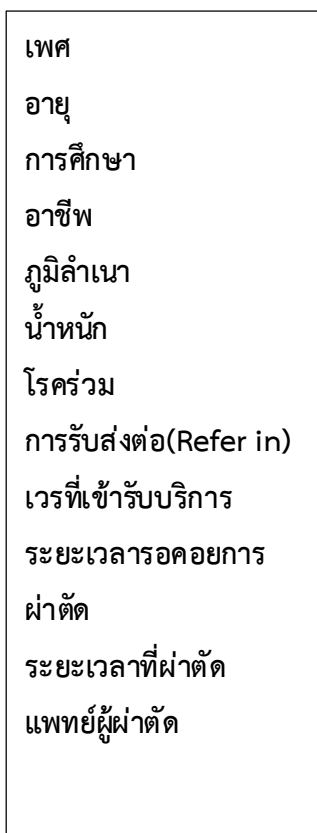 เพศ
อายุ
การศึกษา
อาชีพ
ภูมิลำเนา
น้ำหนัก
โรคร่วม
การรับส่งต่อ(Refer in)
เวรที่เข้ารับบริการ
ระยะเวลารอคอยการ
ผ่าตัด
ระยะเวลาที่ผ่าตัด
แพทย์ผู้ผ่าตัด